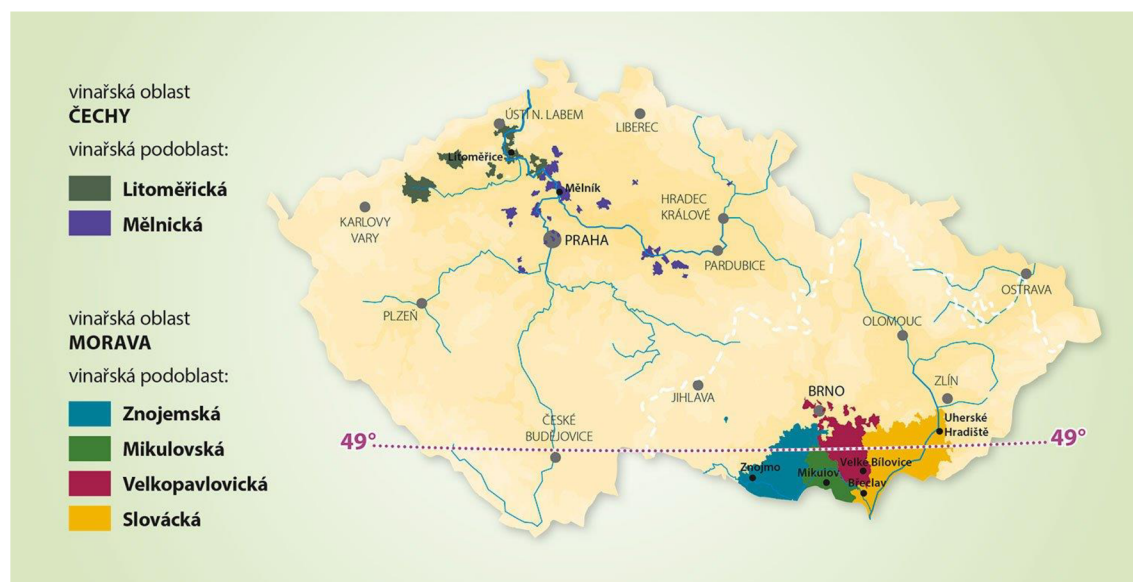 vinařská oblast
ČECHY
vinařská podoblast:
Litoměřická
Mělnická
vinařská oblast
MORAVA
vinařská podoblast:
Znojemská
Mikulovská
Velkopavlovická
Slovácká
ÚSTÍ N. LABEM
LIBEREC
Litoměřice
Mělník
KARLOVY
VARY
HRADEC
KRÁLOVÉ
PRAHA
PARDUBICE
OSTRAVA
PLZEŇ
OLOMOUC
JIHLAVA
BRNO
ZLÍN
ČESKÉ
BUDĚJOVICE
Uherské
Hradiště
49°
49°
Znojmo
Mikulov
Velke Bílovice
Břeclav